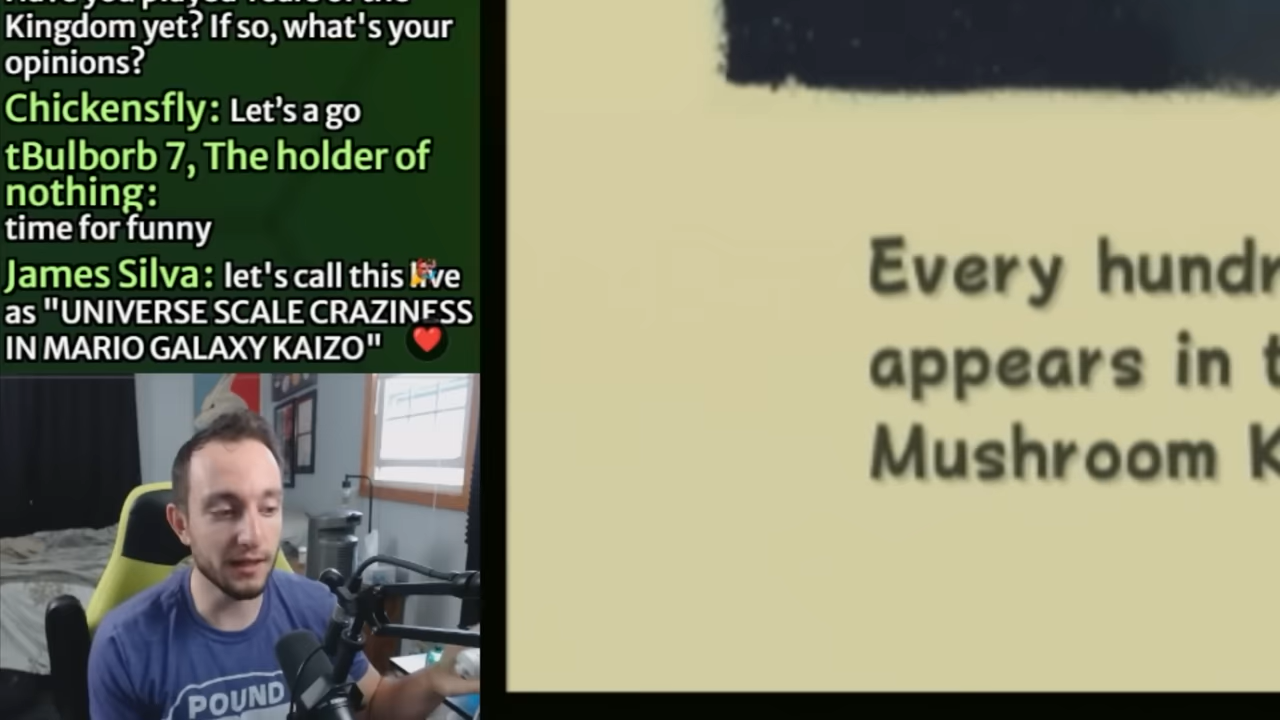 Kingdom yet? If so, what's your
opinions?
Chickensfly: Let's a go
tBulborb 7, The holder of
nothing:
time for funny
James Silva: let's call this live
as "UNIVERSE SCALE CRAZINESS
IN MARIO GALAXY KAIZO"
Every hundr
appears in t
Mushroom K
POUND